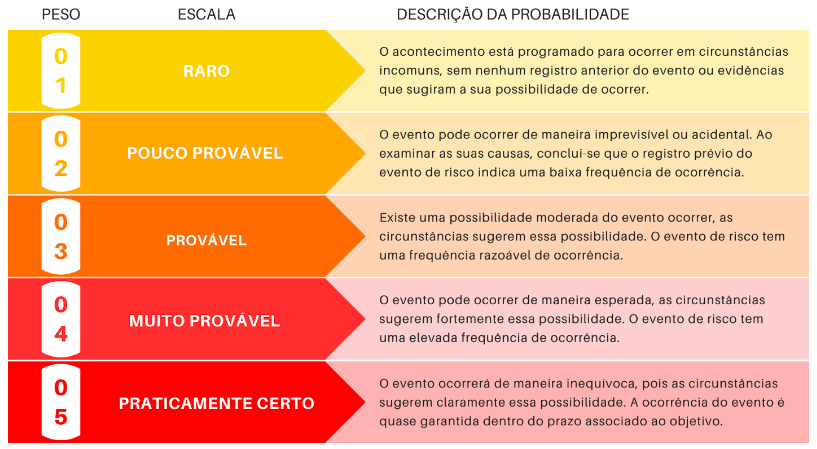 PESO ESCALA DESCRIÇÃO DA PROBABILIDADE
01
RARO
O acontecimento está programado para ocorrer em circunstâncias
incomuns, sem nenhum registro anterior do evento ou evidências
que sugiram a sua possibilidade de ocorrer.
02
POUCO PROVÁVEL
O evento pode ocorrer de maneira imprevisível ou acidental. Ao
examinar as suas causas, conclui-se que o registro prévio do
evento de risco indica uma baixa frequência de ocorrência.
03
PROVÁVEL
Existe uma possibilidade moderada do evento ocorrer, as
circunstâncias sugerem essa possibilidade. O evento de risco tem
uma frequência razoável de ocorrência.
04
MUITO PROVÁVEL
O evento pode ocorrer de maneira esperada, as circunstâncias
sugerem fortemente essa possibilidade. O evento de risco tem
uma elevada frequência de ocorrência.
05
PRATICAMENTE CERTO
O evento ocorrerá de maneira inequívoca, pois as circunstâncias
sugerem claramente essa possibilidade. A ocorrência do evento é
quase garantida dentro do prazo associado ao objetivo.